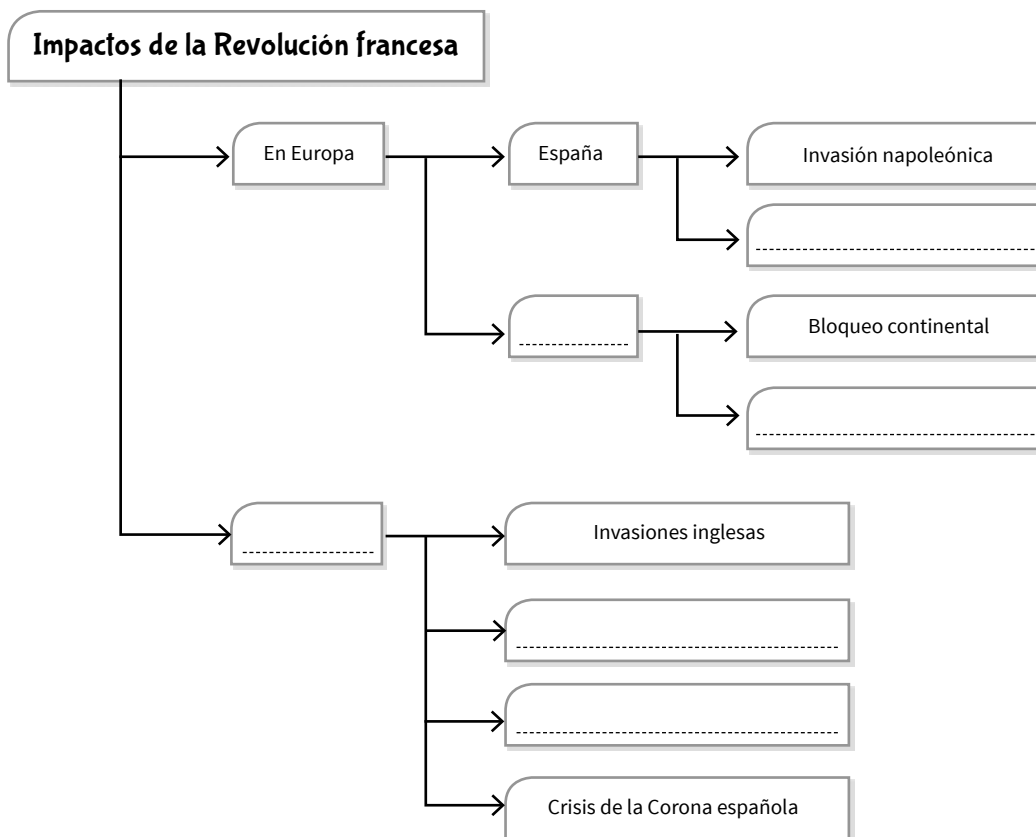 Impactos de la Revolución francesa
En Europa
España
Invasión napoleónica
Bloqueo continental
Invasiones inglesas
Crisis de la Corona española